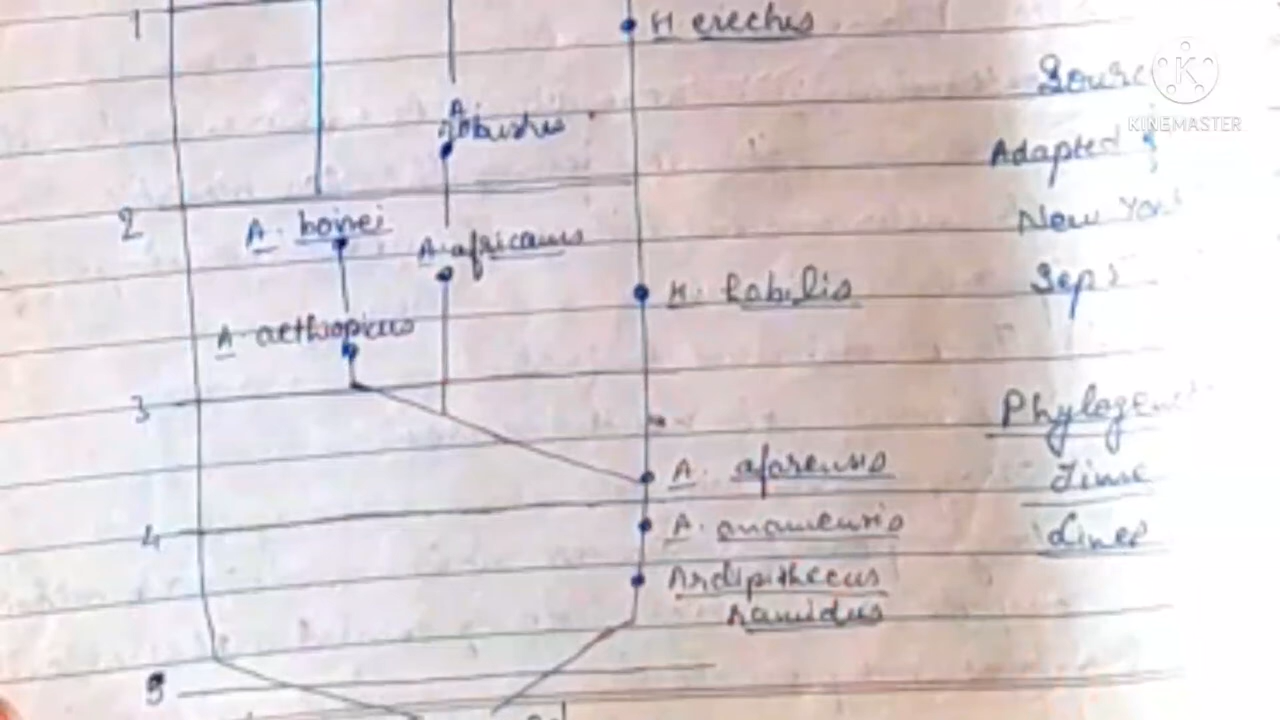 1
H erectus
Source
K
KINEMASTER
A robustus
Adapted
New York
2
A. boisei
A. africanus
H. habilis
Sept
A aethiopicus
3
Phylogen
A. afarensis
Time
4
A. anamensis
Lines
Ardipithecus
ramidus
5